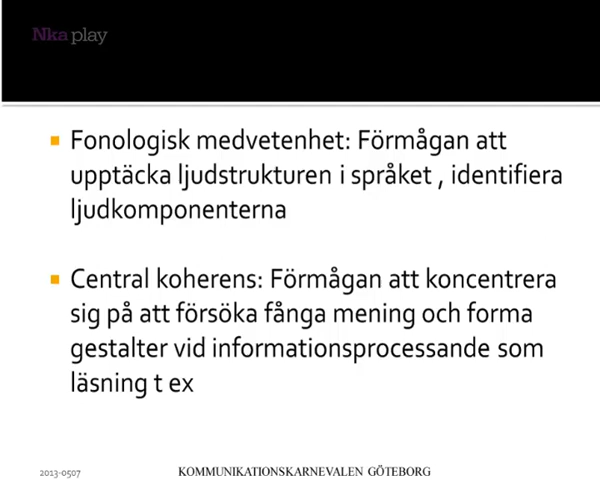 Nka play
Fonologisk medvetenhet: Förmågan att
upptäcka ljudstrukturen i språket , identifiera
ljudkomponenterna
Central koherens: Förmågan att koncentrera
sig på att försöka fånga mening och forma
gestalter vid informationsprocessande som
läsning t ex
2013-0507
KOMMUNIKATIONSKARNEVALEN GÖTEBORG